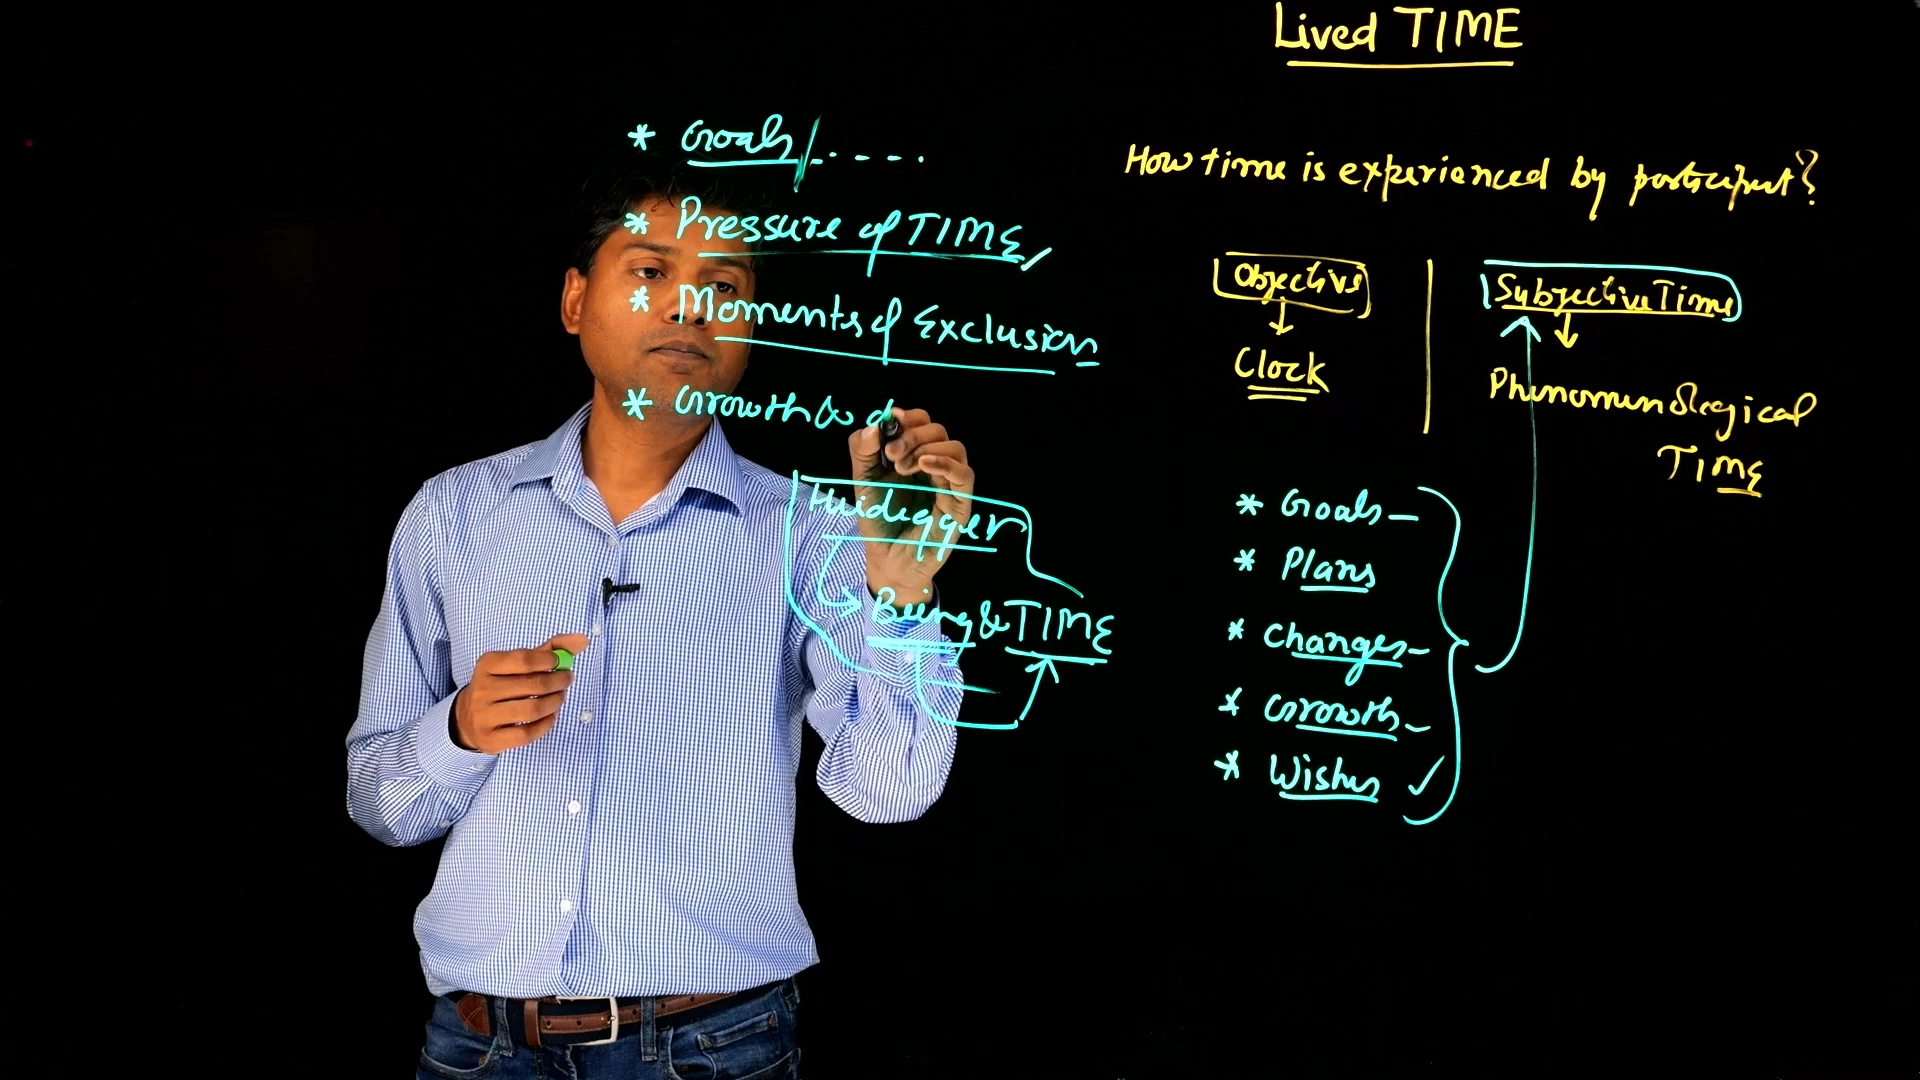 Lived TIME
* Goals/.....
* Pressure of TIME,
* Moments of Exclusion
* Growth & d
Heidegger
Being & TIME
How time is experienced by participant?
Objective
Clock
Subjective Time
Phenomenological
TIME
* Goals -
* Plans
* Changes -
* Growth -
* Wishes ✓